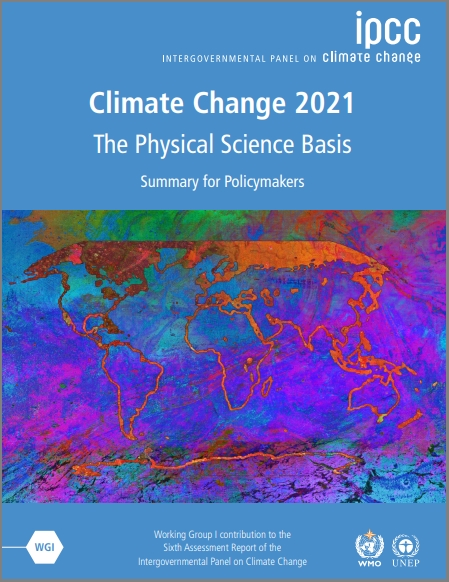 ipcc
INTERGOVERNMENTAL PANEL ON climate change
Climate Change 2021
The Physical Science Basis
Summary for Policymakers
WGI
Working Group I contribution to the
Sixth Assessment Report of the
Intergovernmental Panel on Climate Change
WMO
UNEP